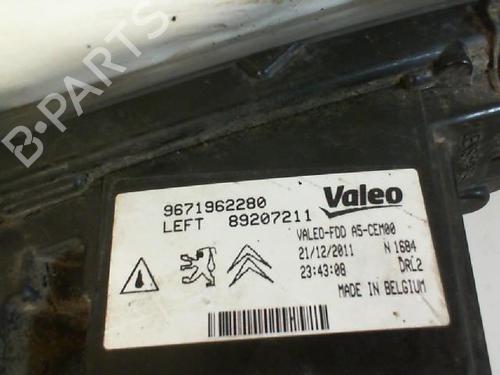 B-PARTS
9671962280
LEFT 89207211
Valeo
VALEO-FDD A5-CEM00
21/12/2011 N 1684
23:43:08 DRL2
MADE IN BELGIUM